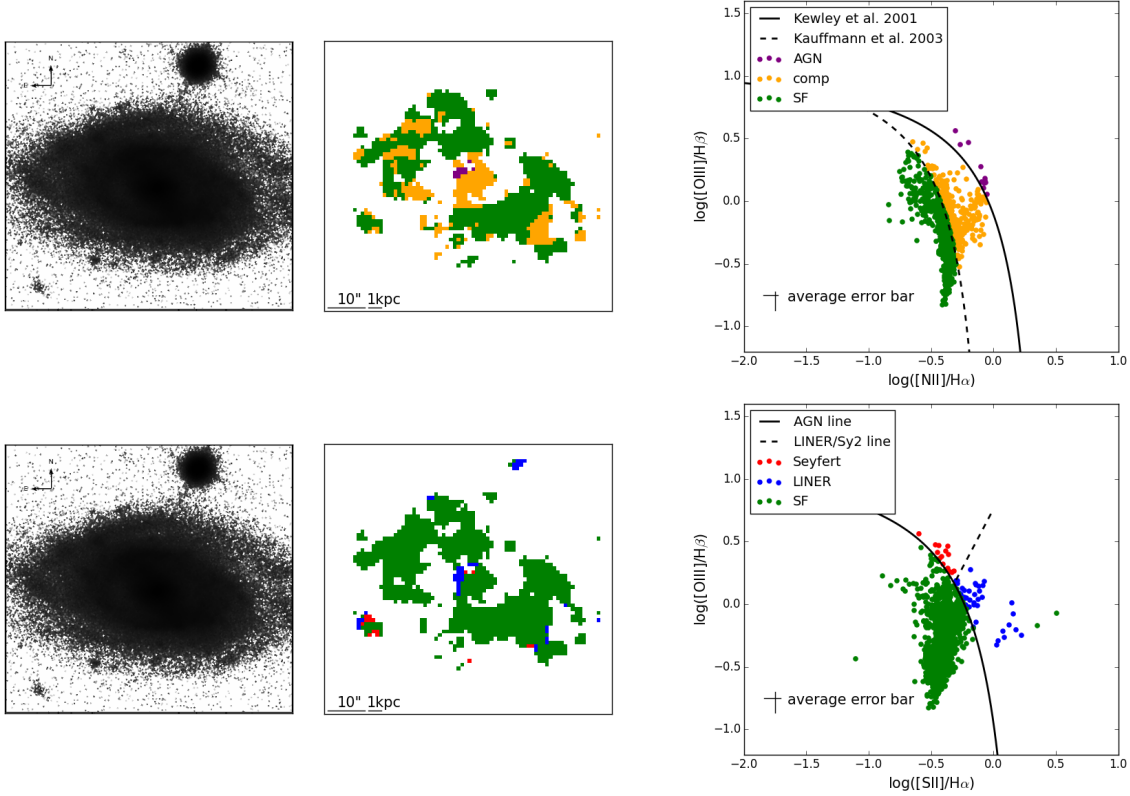 N
E
10" 1kpc
Kewley et al. 2001
Kauffmann et al. 2003
AGN
comp
SF
average error bar
log([OIII]/Hβ)
1.5
1.0
0.5
0.0
−0.5
−1.0
−2.0 −1.5 −1.0 −0.5 0.0 0.5 1.0
log([NII]/Hα)
N
E
10" 1kpc
AGN line
LINER/Sy2 line
Seyfert
LINER
SF
average error bar
log([OIII]/Hβ)
1.5
1.0
0.5
0.0
−0.5
−1.0
−2.0 −1.5 −1.0 −0.5 0.0 0.5 1.0
log([SII]/Hα)